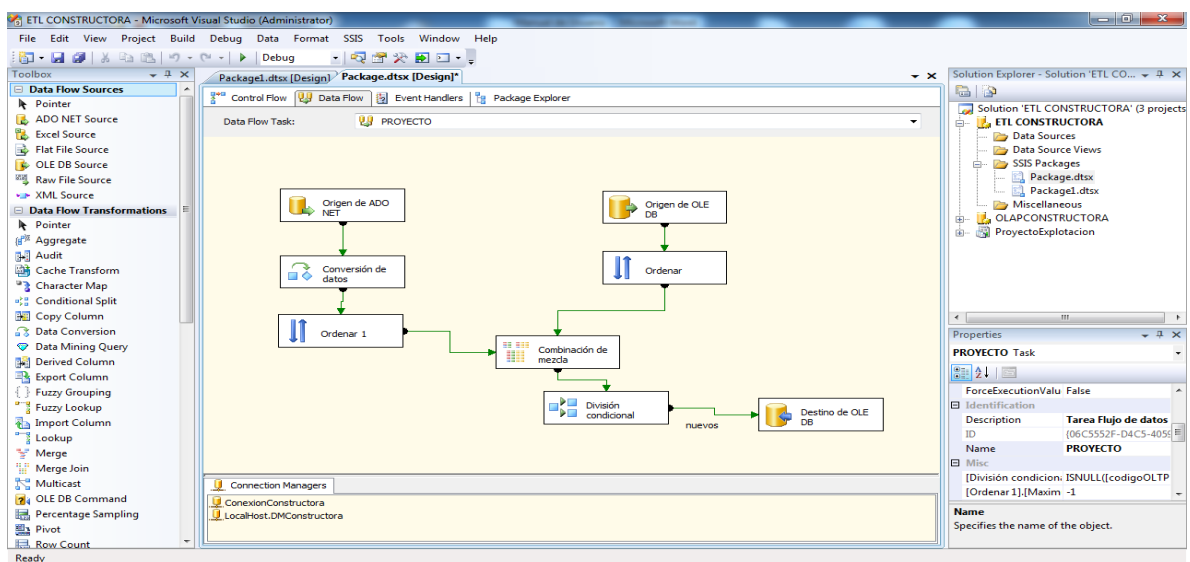 ETL CONSTRUCTORA - Microsoft Visual Studio (Administrator)
File Edit View Project Build Debug Data Format SSIS Tools Window Help
Debug
Toolbox
Data Flow Sources
Pointer
ADO NET Source
Excel Source
Flat File Source
OLE DB Source
Raw File Source
XML Source
Data Flow Transformations
Pointer
Aggregate
Audit
Cache Transform
Character Map
Conditional Split
Copy Column
Data Conversion
Data Mining Query
Derived Column
Export Column
Fuzzy Grouping
Fuzzy Lookup
Import Column
Lookup
Merge
Merge Join
Multicast
OLE DB Command
Percentage Sampling
Pivot
Row Count
Ready
Package1.dtsx [Design] Package.dtsx [Design]*
Control Flow Data Flow Event Handlers Package Explorer
Data Flow Task: PROYECTO
Origen de ADO
NET
Origen de OLE
DB
Conversión de
datos
Ordenar
Ordenar 1
Combinación de
mezcla
División
condicional
nuevos
Destino de OLE
DB
Connection Managers
ConexionConstructora
LocalHost.DMConstructora
Solution Explorer - Solution 'ETL CO...
Solution 'ETL CONSTRUCTORA' (3 projects
ETL CONSTRUCTORA
Data Sources
Data Source Views
SSIS Packages
Package.dtsx
Package1.dtsx
Miscellaneous
OLAPCONSTRUCTORA
ProyectoExplotacion
Properties
PROYECTO Task
ForceExecutionValu False
Identification
Description Tarea Flujo de datos
ID {06C5552F-D4C5-4059
Name PROYECTO
Misc
[División condicion: ISNULL([codigoOLTP
[Ordenar 1].[Maxim -1
Name
Specifies the name of the object.